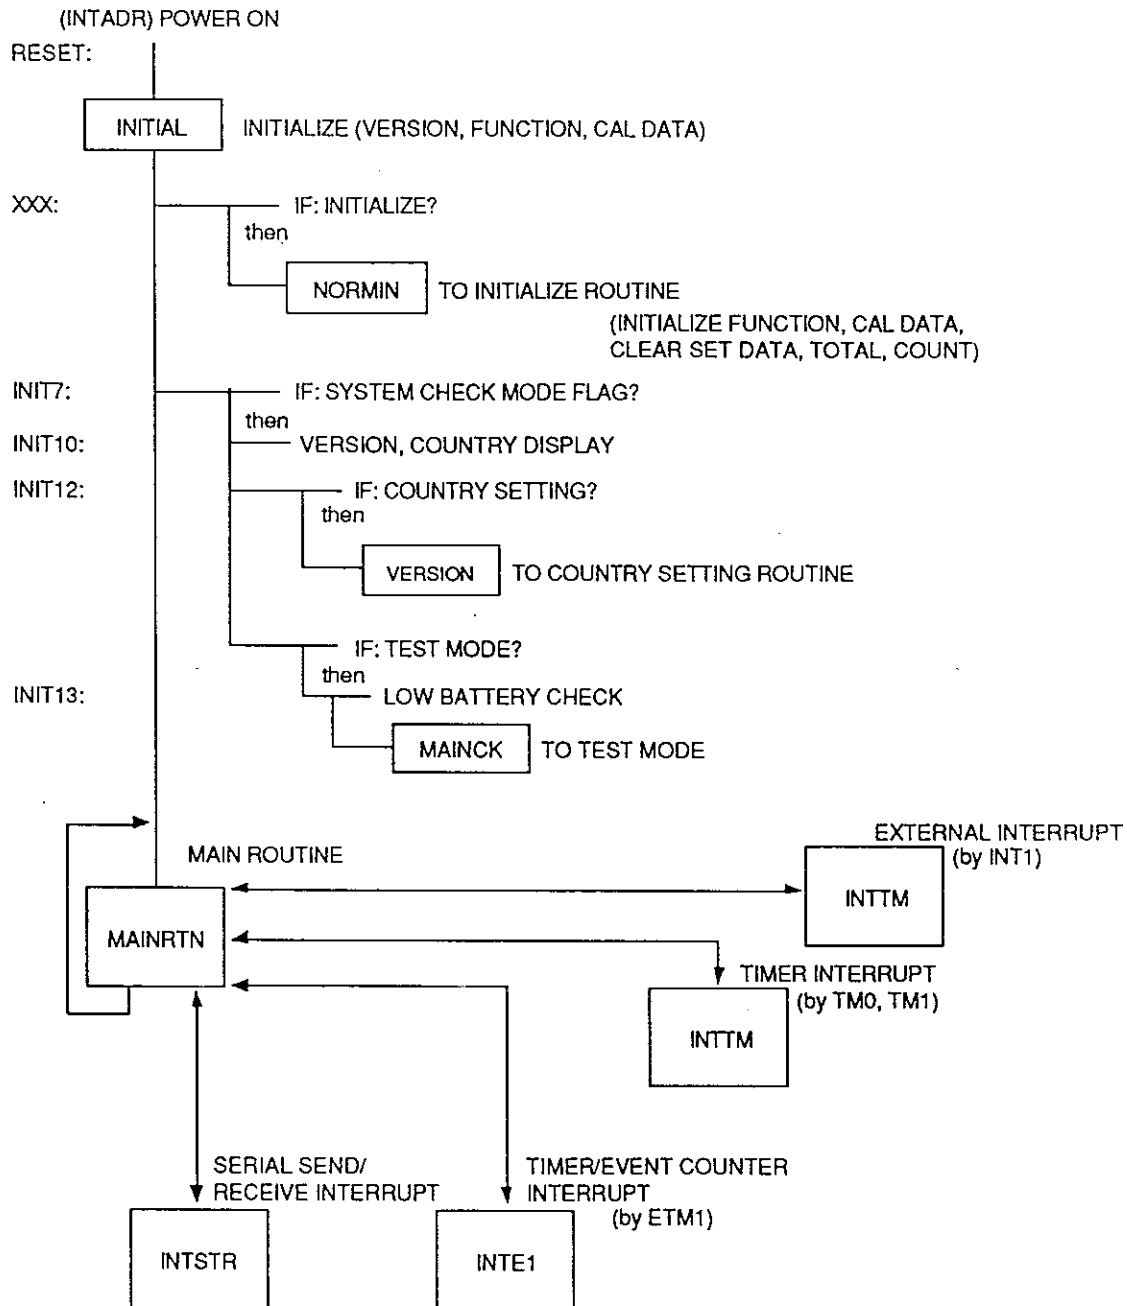 (INTADR) POWER ON
RESET:
INITIAL
INITIALIZE (VERSION, FUNCTION, CAL DATA)
XXX:
IF: INITIALIZE?
then
NORMIN
TO INITIALIZE ROUTINE
(INITIALIZE FUNCTION, CAL DATA,
CLEAR SET DATA, TOTAL, COUNT)
INIT7:
IF: SYSTEM CHECK MODE FLAG?
then
INIT10:
VERSION, COUNTRY DISPLAY
INIT12:
IF: COUNTRY SETTING?
then
VERSION
TO COUNTRY SETTING ROUTINE
IF: TEST MODE?
then
INIT13:
LOW BATTERY CHECK
MAINCK
TO TEST MODE
MAIN ROUTINE
EXTERNAL INTERRUPT
(by INT1)
INTTM
MAINRTN
TIMER INTERRUPT
(by TM0, TM1)
INTTM
SERIAL SEND/
RECEIVE INTERRUPT
TIMER/EVENT COUNTER
INTERRUPT
(by ETM1)
INTSTR
INTE1